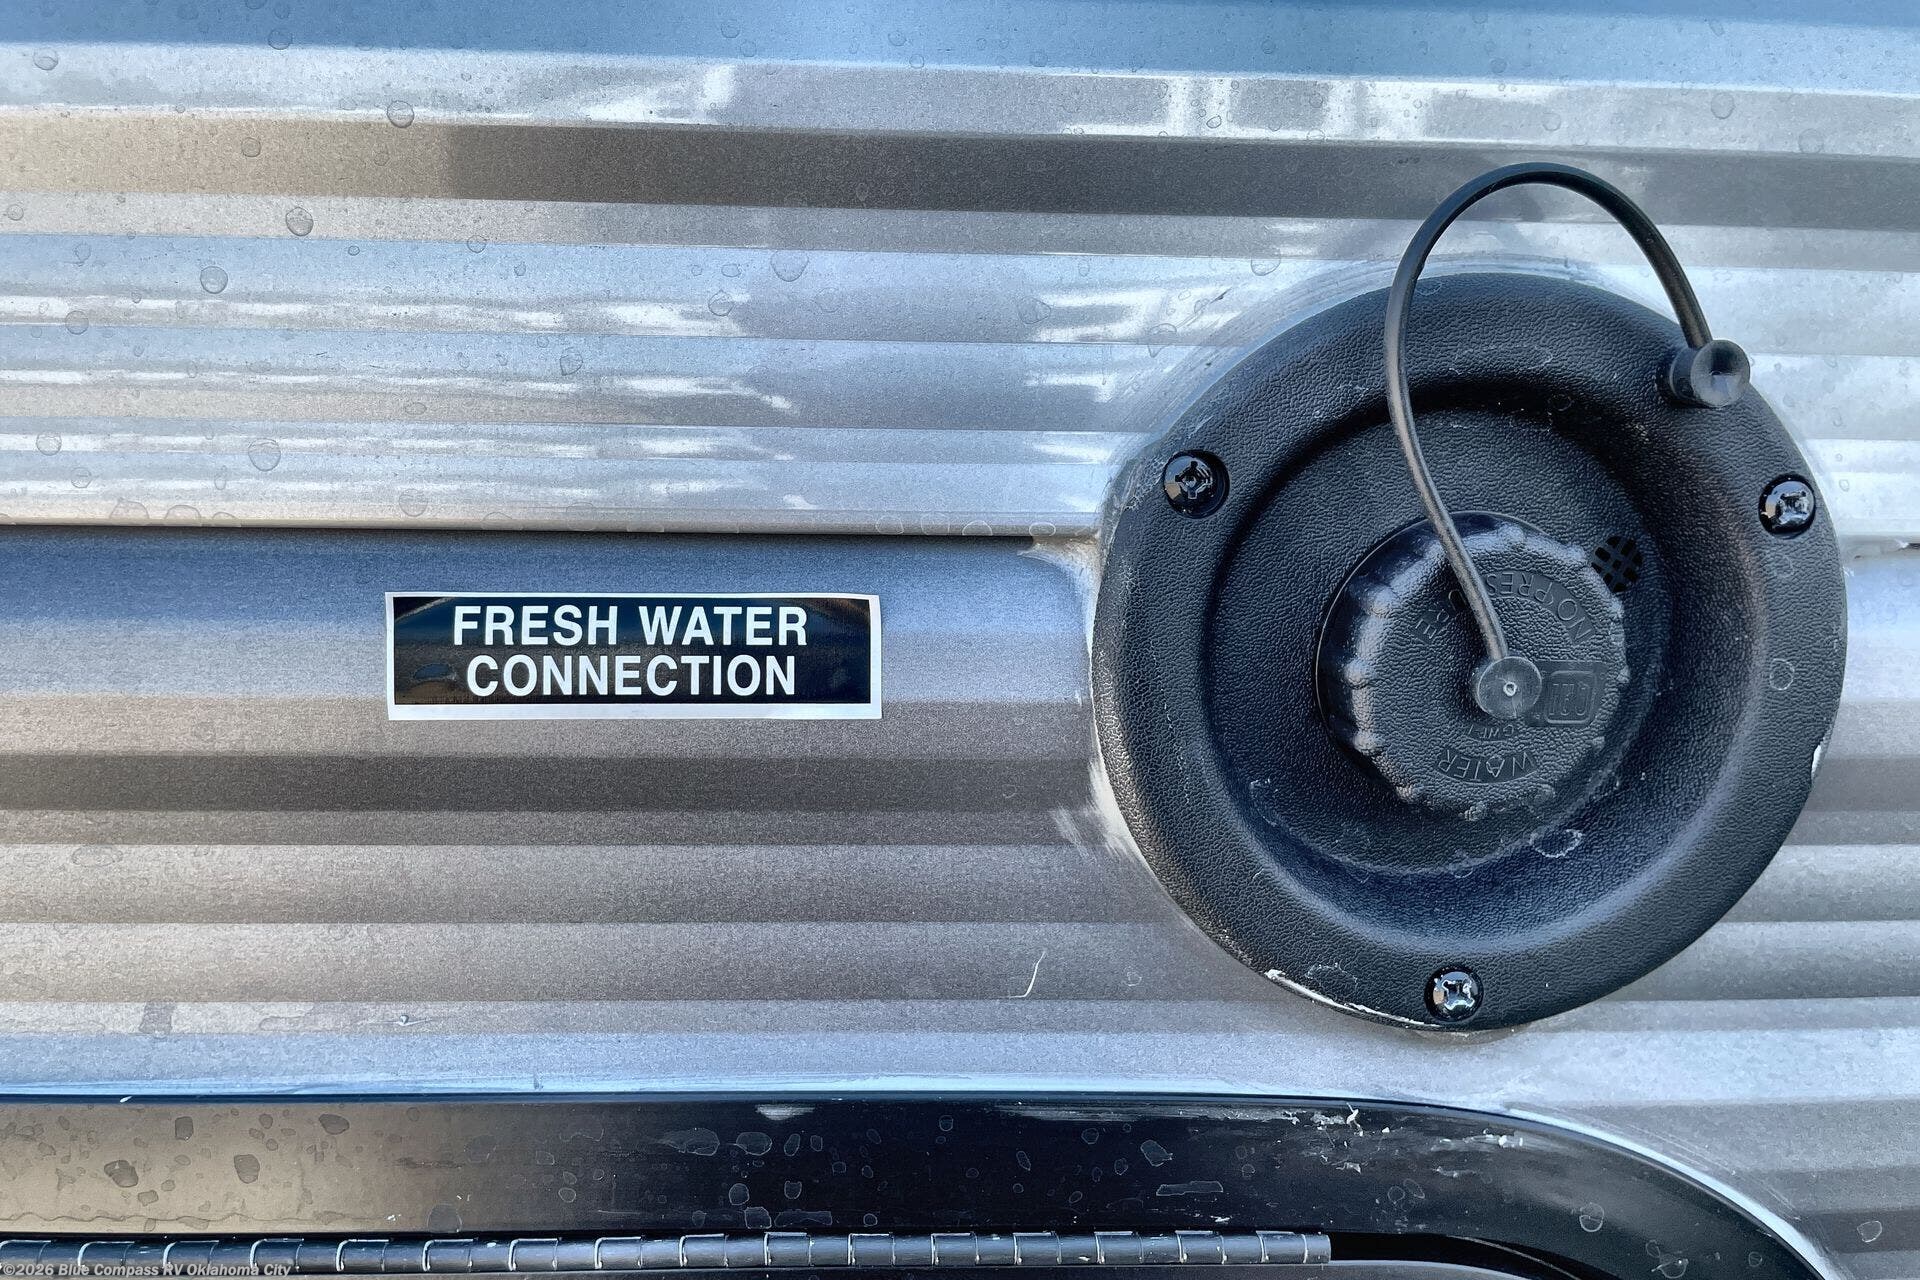 FRESH WATER
CONNECTION
NO PRESSURE
WATER
©2026 Blue Compass RV Oklahoma City